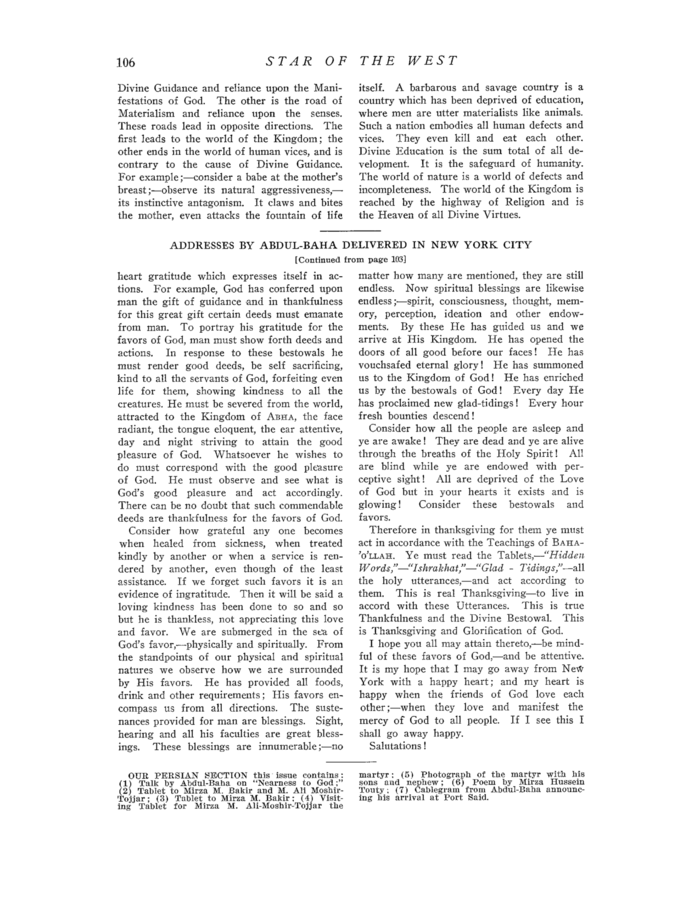 106
STAR OF THE WEST
Divine Guidance and reliance upon the Mani-
festations of God. The other is the road of
Materialism and reliance upon the senses.
These roads lead in opposite directions. The
first leads to the world of the Kingdom; the
other ends in the world of human vices, and is
contrary to the cause of Divine Guidance.
For example;—consider a babe at the mother's
breast;—observe its natural aggressiveness,—
its instinctive antagonism. It claws and bites
the mother, even attacks the fountain of life
itself. A barbarous and savage country is a
country which has been deprived of education,
where men are utter materialists like animals.
Such a nation embodies all human defects and
vices. They even kill and eat each other.
Divine Education is the sum total of all de-
velopment. It is the safeguard of humanity.
The world of nature is a world of defects and
incompleteness. The world of the Kingdom is
reached by the highway of Religion and is
the Heaven of all Divine Virtues.
ADDRESSES BY ABDUL-BAHA DELIVERED IN NEW YORK CITY
[Continued from page 103]
heart gratitude which expresses itself in ac-
tions. For example, God has conferred upon
man the gift of guidance and in thankfulness
for this great gift certain deeds must emanate
from man. To portray his gratitude for the
favors of God, man must show forth deeds and
actions. In response to these bestowals he
must render good deeds, be self sacrificing,
kind to all the servants of God, forfeiting even
life for them, showing kindness to all the
creatures. He must be severed from the world,
attracted to the Kingdom of ABHA, the face
radiant, the tongue eloquent, the ear attentive,
day and night striving to attain the good
pleasure of God. Whatsoever he wishes to
do must correspond with the good pleasure
of God. He must observe and see what is
God's good pleasure and act accordingly.
There can be no doubt that such commendable
deeds are thankfulness for the favors of God.
Consider how grateful any one becomes
when healed from sickness, when treated
kindly by another or when a service is ren-
dered by another, even though of the least
assistance. If we forget such favors it is an
evidence of ingratitude. Then it will be said a
loving kindness has been done to so and so
but he is thankless, not appreciating this love
and favor. We are submerged in the sea of
God's favor,—physically and spiritually. From
the standpoints of our physical and spiritual
natures we observe how we are surrounded
by His favors. He has provided all foods,
drink and other requirements; His favors en-
compass us from all directions. The suste-
nances provided for man are blessings. Sight,
hearing and all his faculties are great bless-
ings. These blessings are innumerable;—no
matter how many are mentioned, they are still
endless. Now spiritual blessings are likewise
endless;—spirit, consciousness, thought, mem-
ory, perception, ideation and other endow-
ments. By these He has guided us and we
arrive at His Kingdom. He has opened the
doors of all good before our faces! He has
vouchsafed eternal glory! He has summoned
us to the Kingdom of God! He has enriched
us by the bestowals of God! Every day He
has proclaimed new glad-tidings! Every hour
fresh bounties descend!
Consider how all the people are asleep and
ye are awake! They are dead and ye are alive
through the breaths of the Holy Spirit! All
are blind while ye are endowed with per-
ceptive sight! All are deprived of the Love
of God but in your hearts it exists and is
glowing! Consider these bestowals and
favors.
Therefore in thanksgiving for them ye must
act in accordance with the Teachings of BAHA-
'O'LLAH. Ye must read the Tablets,—"Hidden
Words,"—"Ishrakhat,"—"Glad - Tidings,"—all
the holy utterances,—and act according to
them. This is real Thanksgiving—to live in
accord with these Utterances. This is true
Thankfulness and the Divine Bestowal. This
is Thanksgiving and Glorification of God.
I hope you all may attain thereto,—be mind-
ful of these favors of God,—and be attentive.
It is my hope that I may go away from New
York with a happy heart; and my heart is
happy when the friends of God love each
other;—when they love and manifest the
mercy of God to all people. If I see this I
shall go away happy.
Salutations!
OUR PERSIAN SECTION this issue contains:
(1) Talk by Abdul-Baha on "Nearness to God;"
(2) Tablet to Mirza M. Bakir and M. Ali Moshir-
Tojjar; (3) Tablet to Mirza M. Bakir; (4) Visit-
ing Tablet for Mirza M. Ali-Moshir-Tojjar the
martyr; (5) Photograph of the martyr with his
sons and nephew; (6) Poem by Mirza Hussein
Touty; (7) Cablegram from Abdul-Baha announc-
ing his arrival at Port Said.